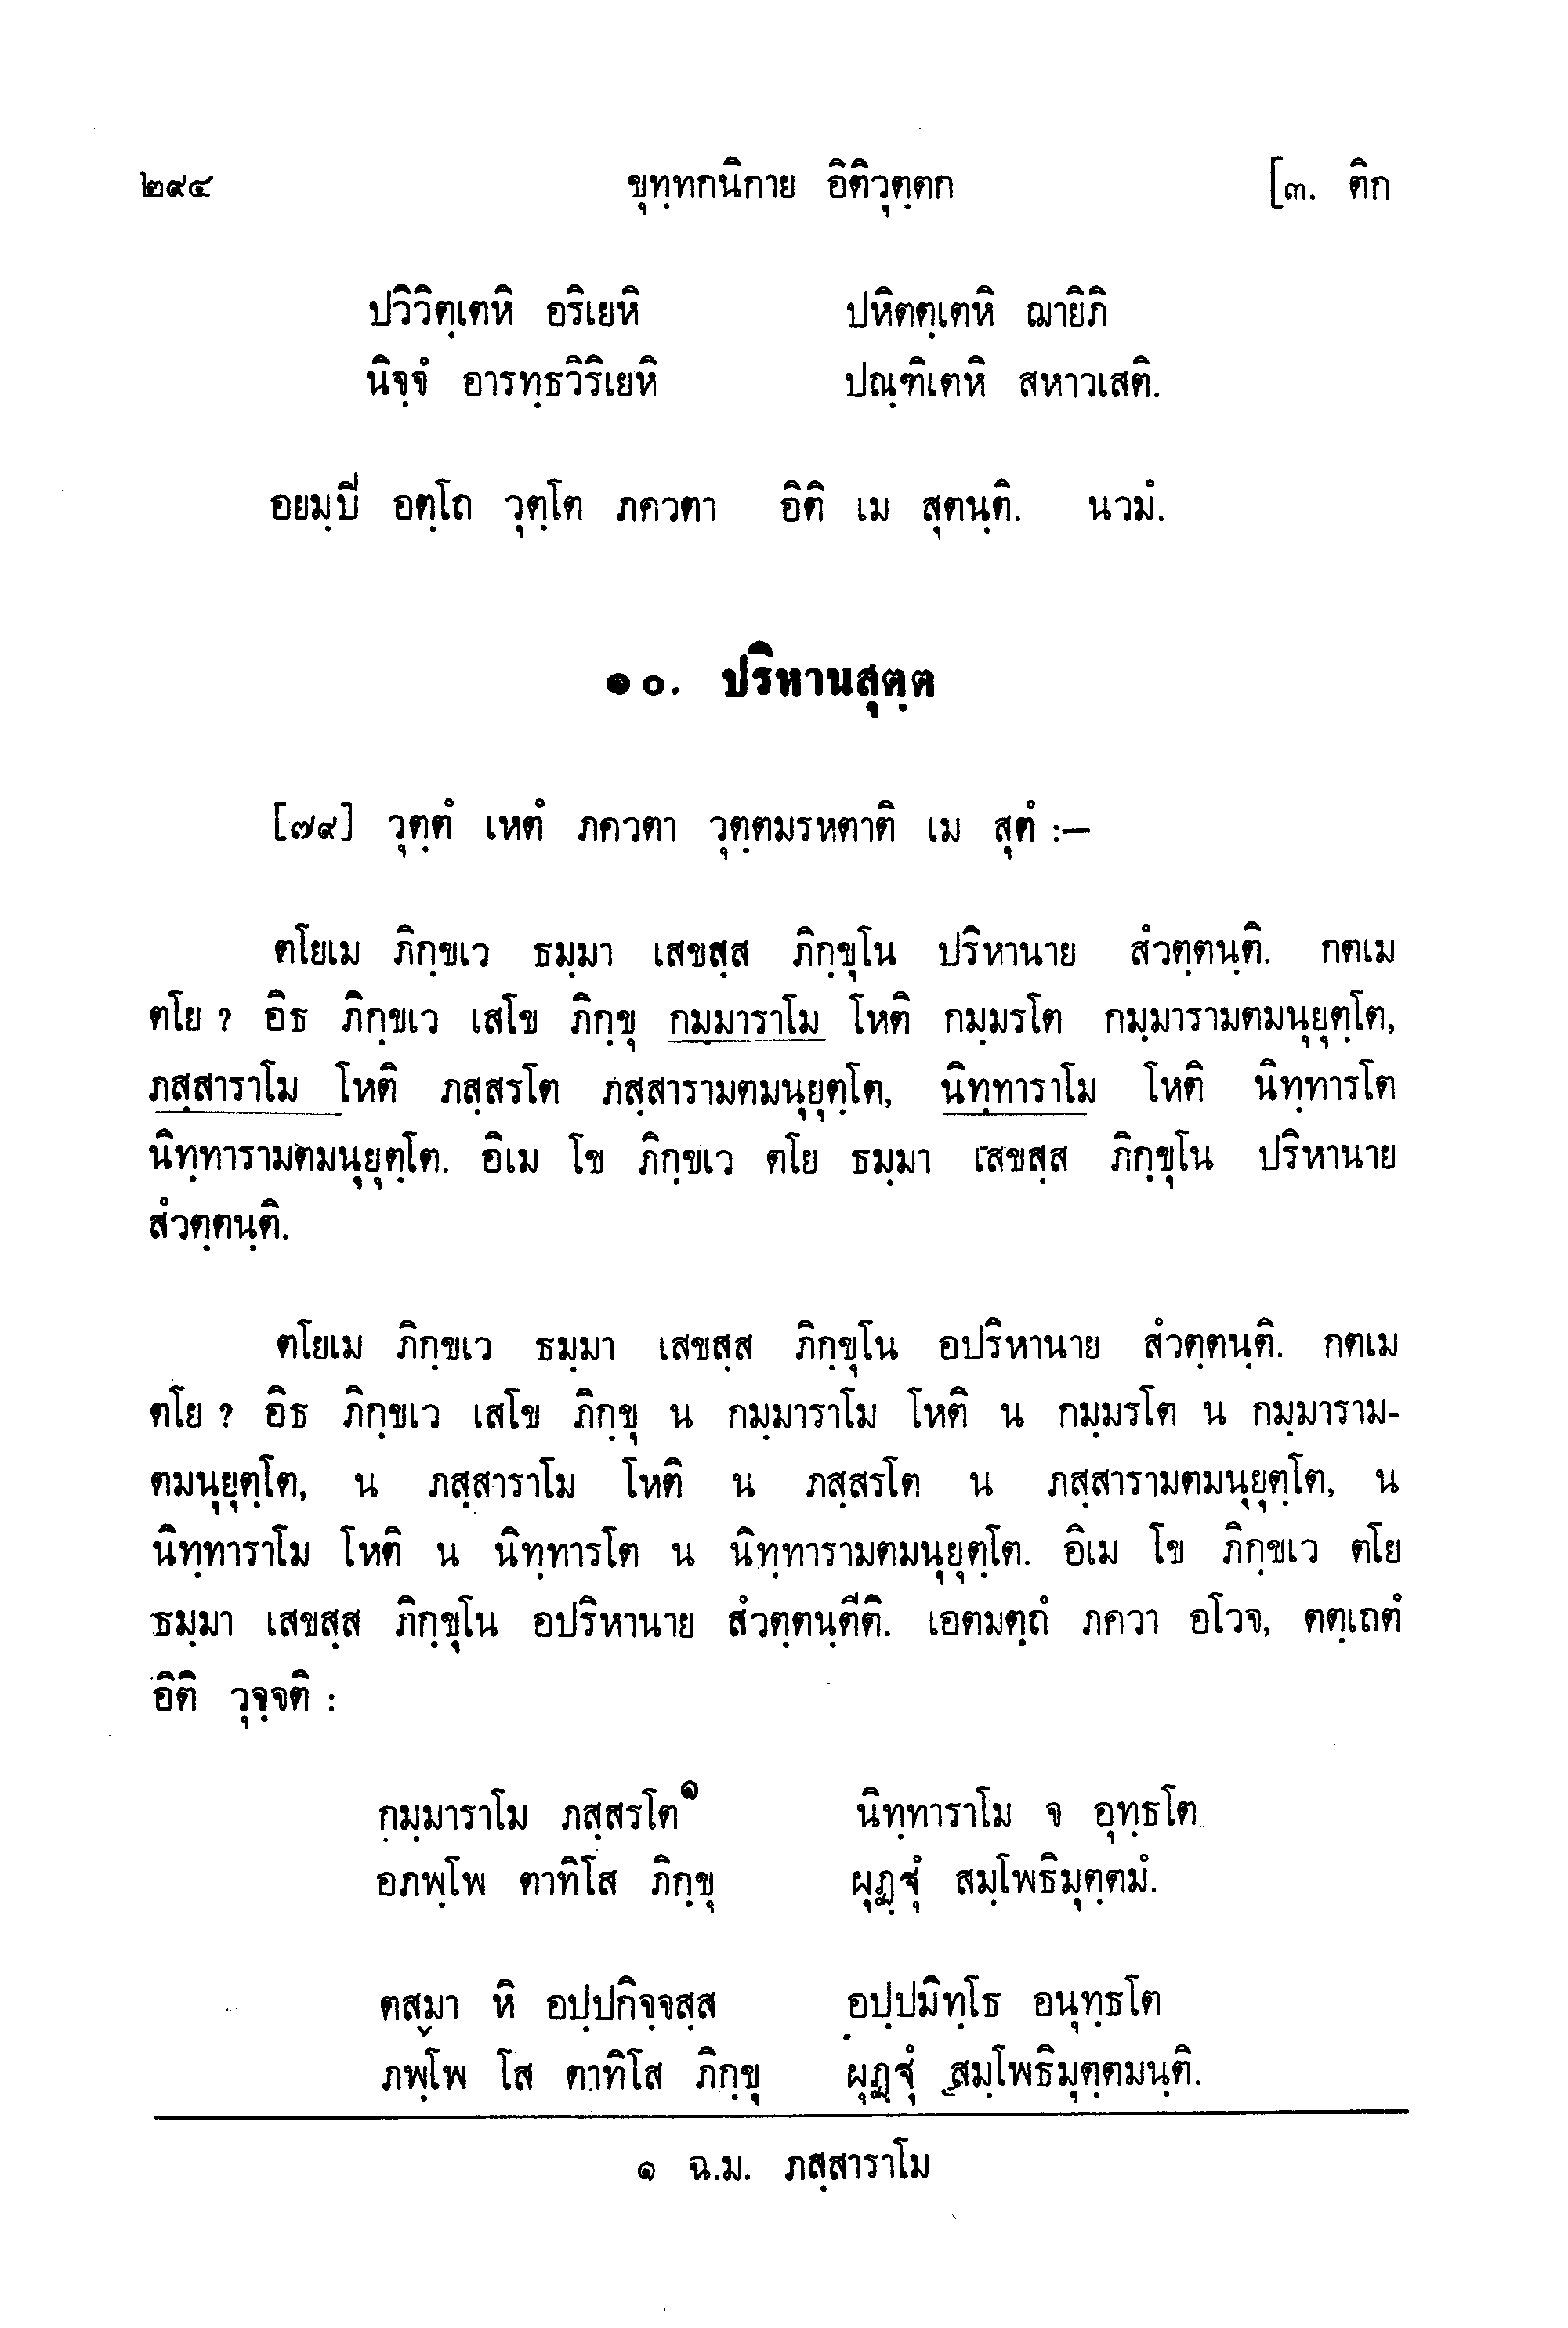 ๒๙๔ ขุทฺทกนิกาย อิติวุตฺตก [๓. ติก
ปวิวิตฺเตหิ อริเยหิ ปหิตตฺเตหิ ฌายิภิ
นิจฺจํ อารทฺธวิริเยหิ ปณฺฑิเตหิ สหาวเสติ.
อยมฺปี อตฺโถ วุตฺโต ภควตา อิติ เม สุตนฺติ. นวมํ.
๑๐. ปริหานสุตฺต
[๗๙] วุตฺตํ เหตํ ภควตา วุตฺตมรหตาติ เม สุตํ :—
ตโยเม ภิกฺขเว ธมฺมา เสขสฺส ภิกฺขุโน ปริหานาย สํวตฺตนฺติ. กตเม
ตโย ? อิธ ภิกฺขเว เสโข ภิกฺขุ กมฺมาราโม โหติ กมฺมรโต กมฺมารามตมนุยุตฺโต,
ภสฺสาราโม โหติ ภสฺสรโต ภสฺสารามตมนุยุตฺโต, นิทฺทาราโม โหติ นิทฺทารโต
นิทฺทารามตมนุยุตฺโต. อิเม โข ภิกฺขเว ตโย ธมฺมา เสขสฺส ภิกฺขุโน ปริหานาย
สํวตฺตนฺติ.
ตโยเม ภิกฺขเว ธมฺมา เสขสฺส ภิกฺขุโน อปริหานาย สํวตฺตนฺติ. กตเม
ตโย ? อิธ ภิกฺขเว เสโข ภิกฺขุ น กมฺมาราโม โหติ น กมฺมรโต น กมฺมาราม-
ตมนุยุตฺโต, น ภสฺสาราโม โหติ น ภสฺสรโต น ภสฺสารามตมนุยุตฺโต, น
นิทฺทาราโม โหติ น นิทฺทารโต น นิทฺทารามตมนุยุตฺโต. อิเม โข ภิกฺขเว ตโย
ธมฺมา เสขสฺส ภิกฺขุโน อปริหานาย สํวตฺตนฺตีติ. เอตมตฺถํ ภควา อโวจ, ตตฺเถตํ
อิติ วุจฺจติ :
กมฺมาราโม ภสฺสรโต๑ นิทฺทาราโม จ อุทฺธโต
อภพฺโพ ตาทิโส ภิกฺขุ ผุฏฺฐุํ สมฺโพธิมุตฺตมํ.
ตสฺมา หิ อปฺปกิจฺจสฺส อปฺปมิทฺโธ อนุทฺธโต
ภพฺโพ โส ตาทิโส ภิกฺขุ ผุฏฺฐุํ สมฺโพธิมุตฺตมนฺติ.
๑ ฉ.ม. ภสฺสาราโม